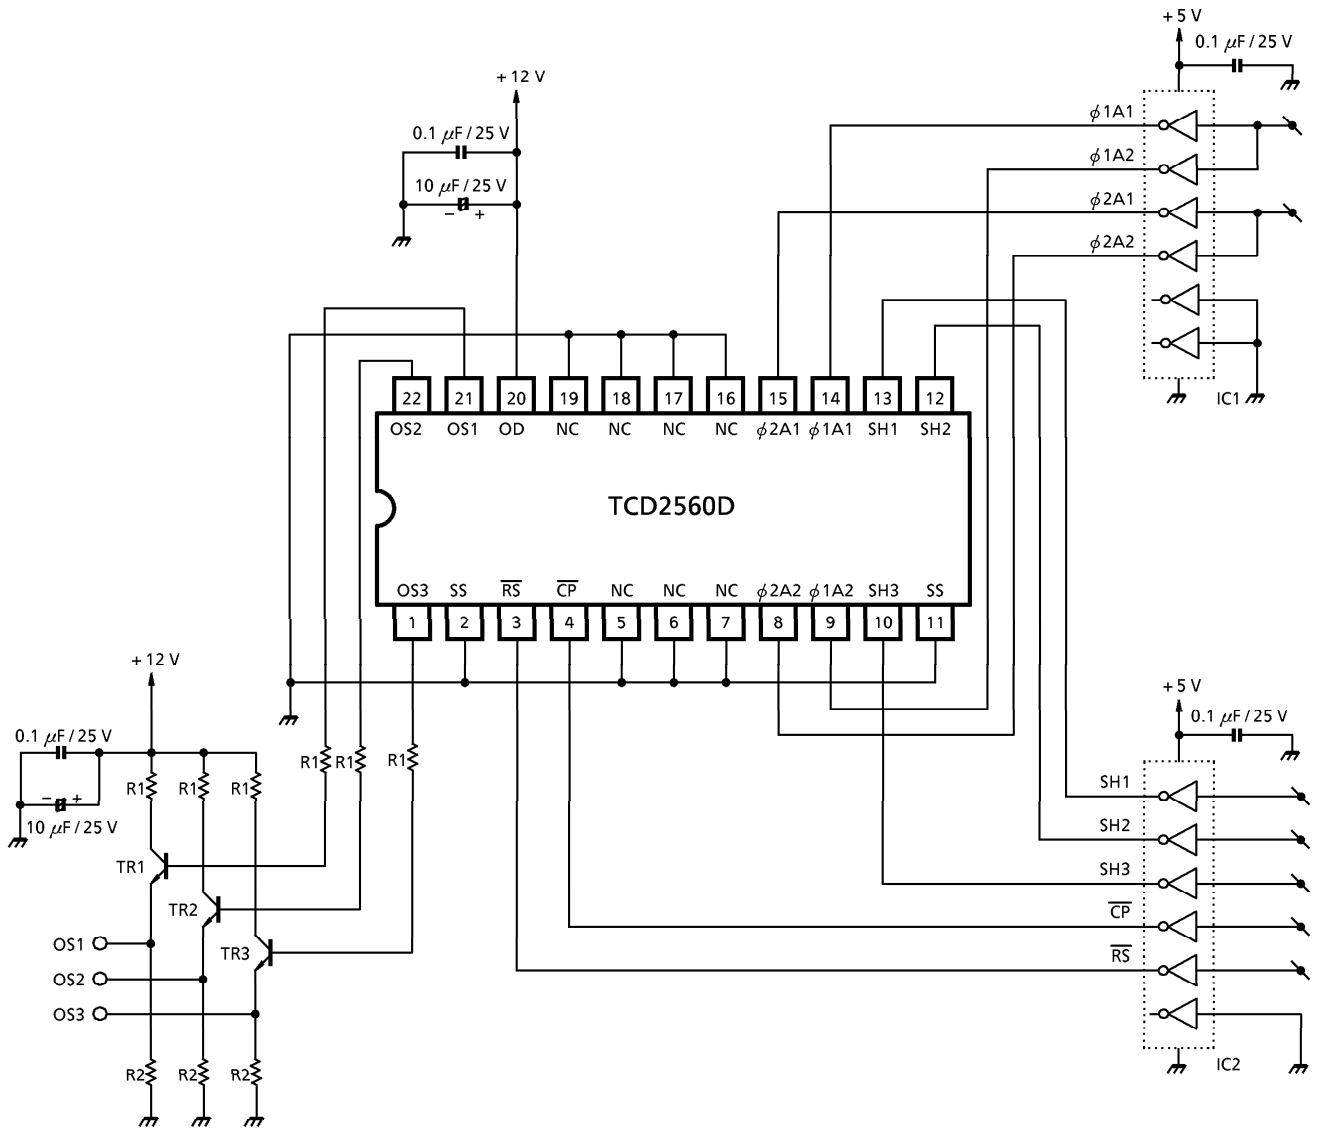 + 5 V
0.1 μF / 25 V
+ 12 V
0.1 μF / 25 V
10 μF / 25 V
− +
ϕ1A1
ϕ1A2
ϕ2A1
ϕ2A2
IC1
22 21 20 19 18 17 16 15 14 13 12
OS2 OS1 OD NC NC NC NC ϕ2A1 ϕ1A1 SH1 SH2
TCD2560D
OS3 SS R̅S̅ C̅P̅ NC NC NC ϕ2A2 ϕ1A2 SH3 SS
1 2 3 4 5 6 7 8 9 10 11
+ 12 V
0.1 μF / 25 V
− +
10 μF / 25 V
R1 R1 R1 R1 R1 R1
TR1
TR2
TR3
OS1
OS2
OS3
R2 R2 R2
+ 5 V
0.1 μF / 25 V
SH1
SH2
SH3
C̅P̅
R̅S̅
IC2